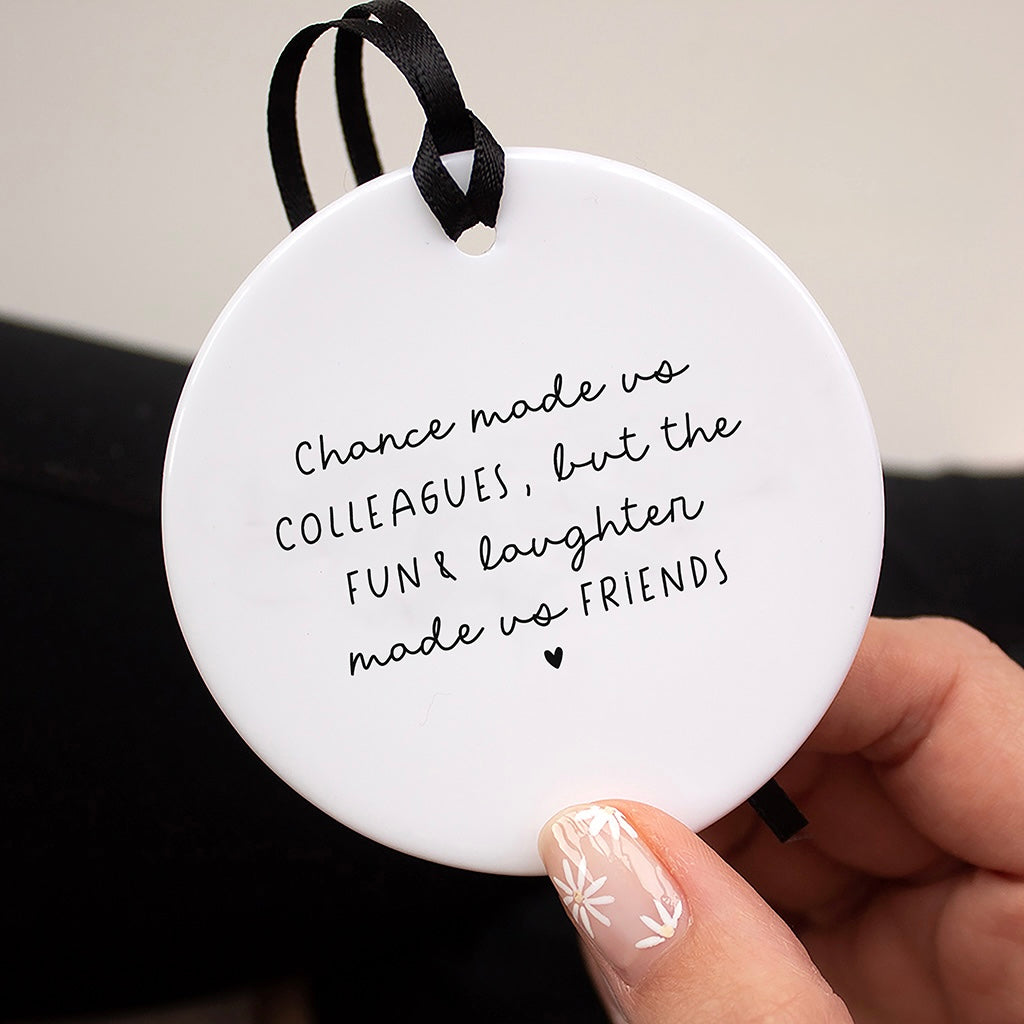 Chance made us
COLLEAGUES, but the
FUN & laughter
made us FRiENDS